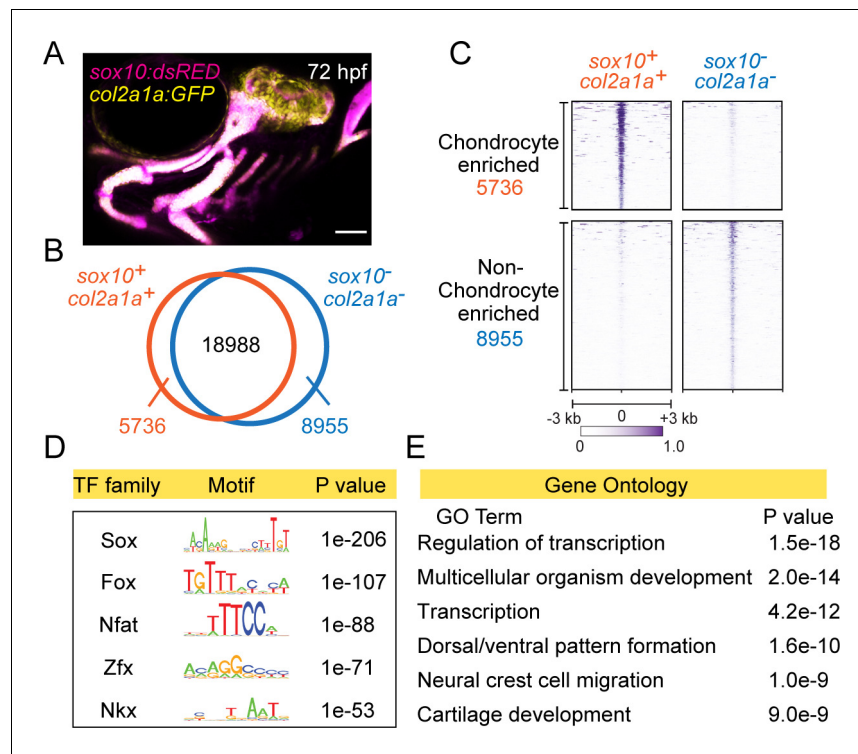 A
sox10:dsRED
72 hpf
col2a1a:GFP
B
sox10+
col2a1a+
sox10-
col2a1a-
18988
5736
8955
C
sox10+
col2a1a+
sox10-
col2a1a-
Chondrocyte
enriched
5736
Non-
Chondrocyte
enriched
8955
-3 kb 0 +3 kb
0 1.0
D
TF family Motif P value
Sox 1e-206
Fox 1e-107
Nfat 1e-88
Zfx 1e-71
Nkx 1e-53
E
Gene Ontology
GO Term P value
Regulation of transcription 1.5e-18
Multicellular organism development 2.0e-14
Transcription 4.2e-12
Dorsal/ventral pattern formation 1.6e-10
Neural crest cell migration 1.0e-9
Cartilage development 9.0e-9